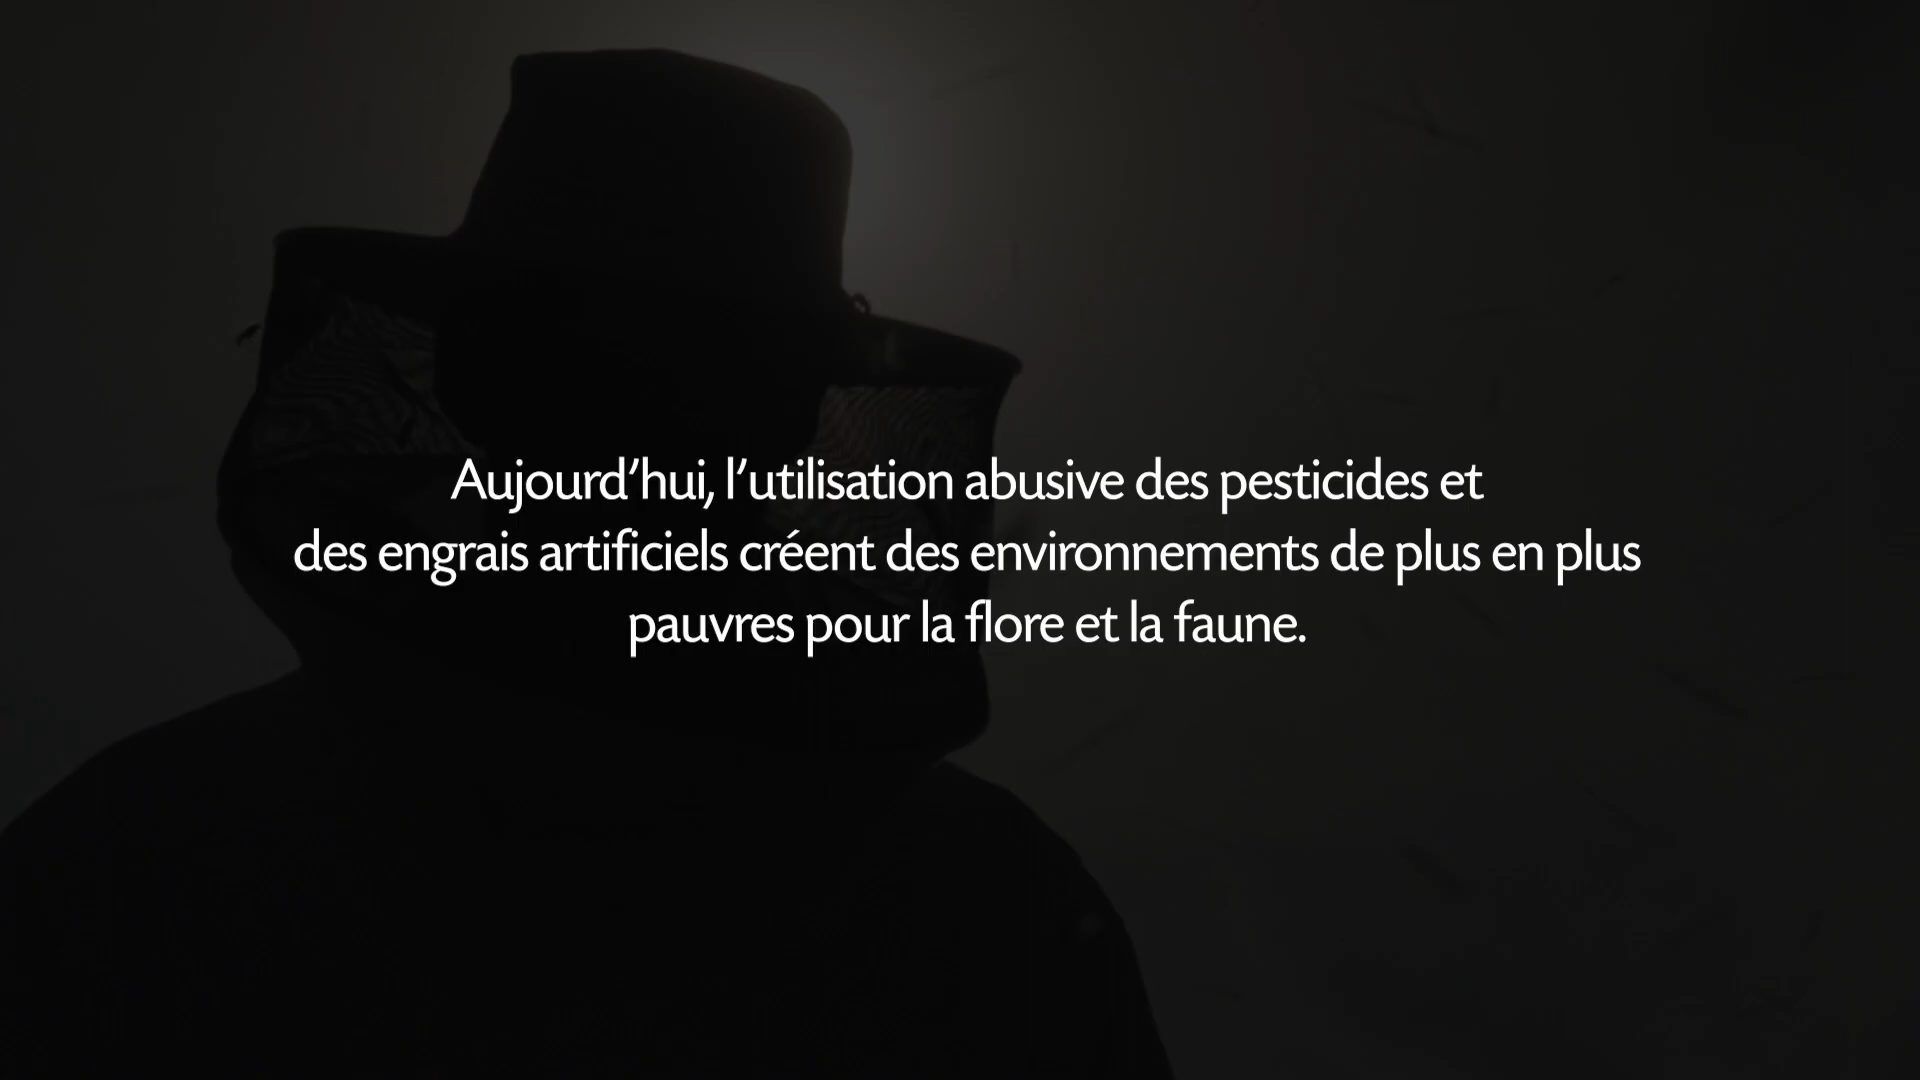 Aujourd’hui, l’utilisation abusive des pesticides et
des engrais artificiels créent des environnements de plus en plus
pauvres pour la flore et la faune.